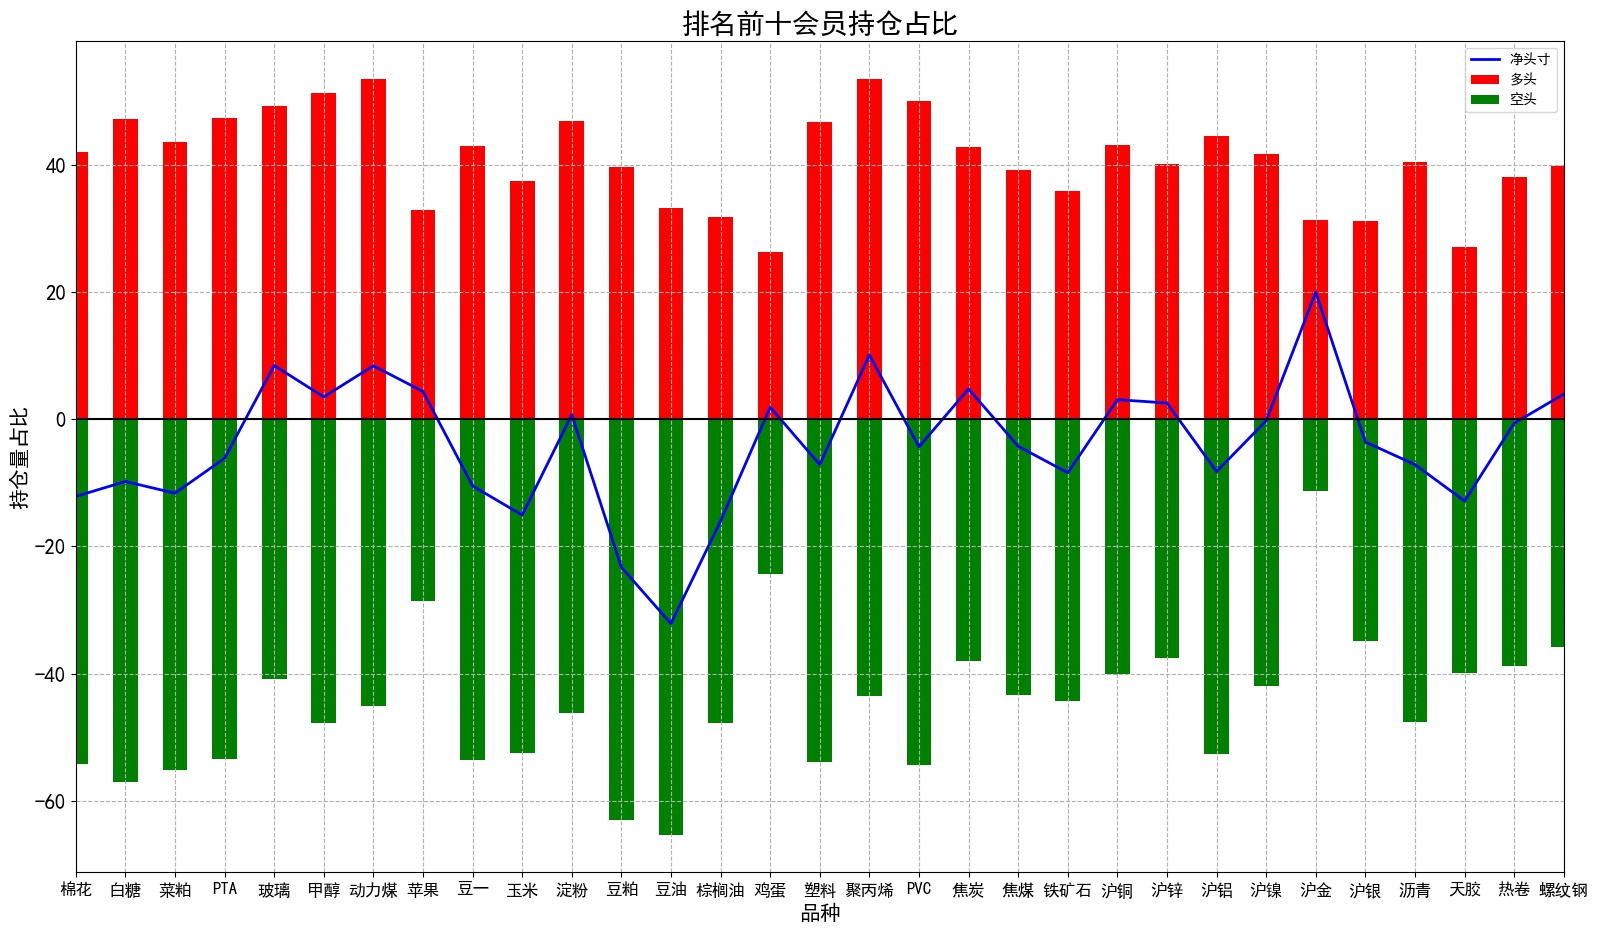 排名前十会员持仓占比
净头寸
多头
空头
持仓量占比
40
20
0
−20
−40
−60
棉花 白糖 菜粕 PTA 玻璃 甲醇 动力煤 苹果 豆一 玉米 淀粉 豆粕 豆油 棕榈油 鸡蛋 塑料 聚丙烯 PVC 焦炭 焦煤 铁矿石 沪铜 沪锌 沪铝 沪镍 沪金 沪银 沥青 天胶 热卷 螺纹钢
品种